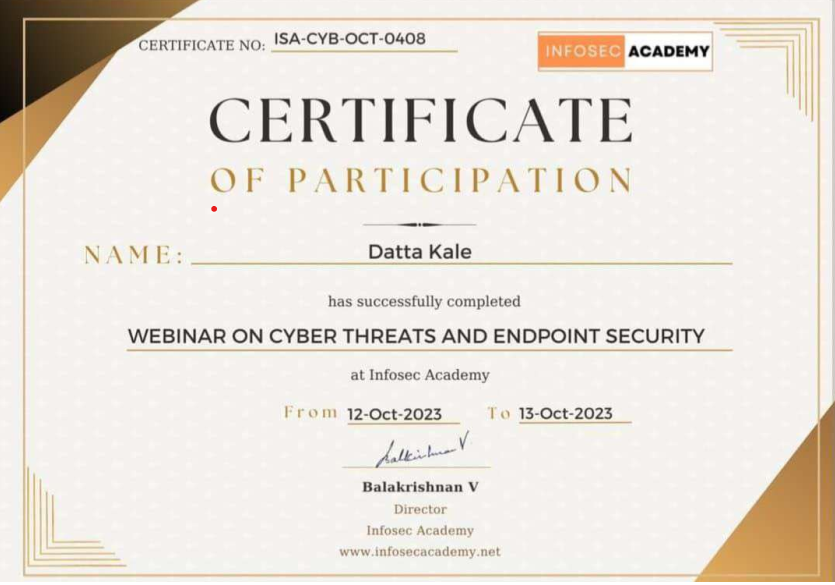 CERTIFICATE NO: ISA-CYB-OCT-0408
INFOSEC ACADEMY
CERTIFICATE
OF PARTICIPATION
NAME: Datta Kale
has successfully completed
WEBINAR ON CYBER THREATS AND ENDPOINT SECURITY
at Infosec Academy
From 12-Oct-2023 To 13-Oct-2023
Balakrishnan V
Balakrishnan V
Director
Infosec Academy
www.infosecacademy.net